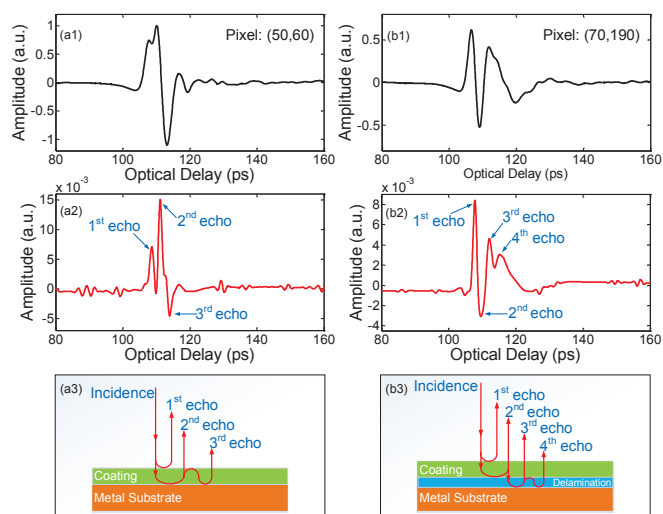 (a1)
Pixel: (50,60)
Amplitude (a.u.)
1
0.5
0
-0.5
-1
80
100
120
140
160
Optical Delay (ps)
(b1)
Pixel: (70,190)
Amplitude (a.u.)
0.5
0
-0.5
80
100
120
140
160
Optical Delay (ps)
x 10⁻³
(a2)
Amplitude (a.u.)
15
10
5
0
-5
1st echo
2nd echo
3rd echo
80
100
120
140
160
Optical Delay (ps)
x 10⁻³
(b2)
Amplitude (a.u.)
8
6
4
2
0
-2
-4
1st echo
3rd echo
4th echo
2nd echo
80
100
120
140
160
Optical Delay (ps)
(a3)
Incidence
1st echo
2nd echo
3rd echo
Coating
Metal Substrate
(b3)
Incidence
1st echo
2nd echo
3rd echo
4th echo
Coating
Delamination
Metal Substrate